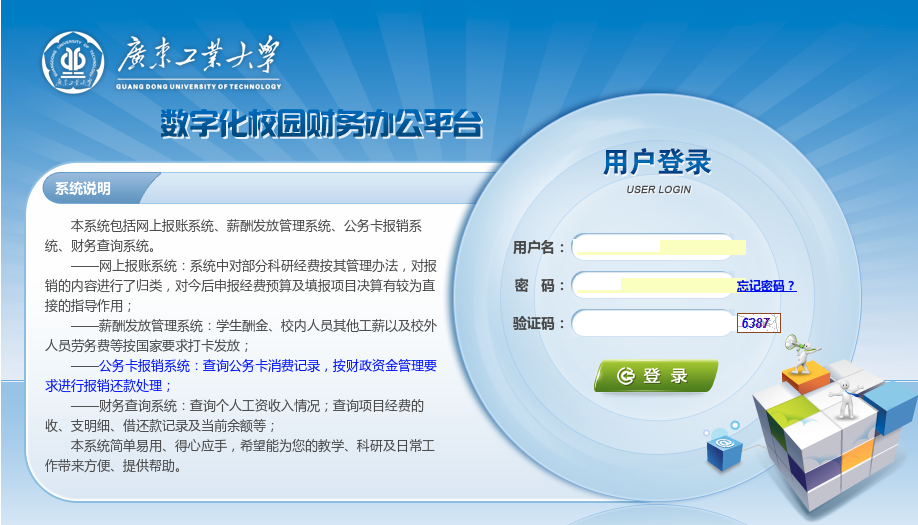 廣東工業大學
GUANG DONG UNIVERSITY OF TECHNOLOGY
数字化校园财务办公平台
系统说明
本系统包括网上报账系统、薪酬发放管理系统、公务卡报销系
统、财务查询系统。
——网上报账系统：系统中对部分科研经费按其管理办法，对报
销的内容进行了归类，对今后申报经费预算及填报项目决算有较为直
接的指导作用；
——薪酬发放管理系统：学生酬金、校内人员其他工薪以及校外
人员劳务费等按国家要求打卡发放；
——公务卡报销系统：查询公务卡消费记录，按财政资金管理要
求进行报销还款处理；
——财务查询系统：查询个人工资收入情况；查询项目经费的
收、支明细、借还款记录及当前余额等；
本系统简单易用、得心应手，希望能为您的教学、科研及日常工
作带来方便、提供帮助。
用户登录
USER LOGIN
用户名：
密 码：
忘记密码？
验证码：
6387
登 录